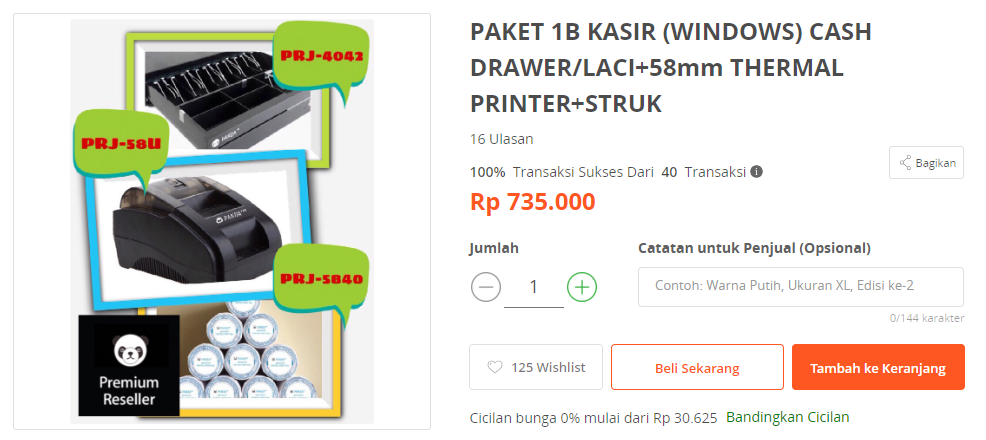 PRJ-4042
PRJ-58U
PRJ-5840
PANDA™
Premium
Reseller
PAKET 1B KASIR (WINDOWS) CASH
DRAWER/LACI+58mm THERMAL
PRINTER+STRUK
16 Ulasan
100% Transaksi Sukses Dari 40 Transaksi
Bagikan
Rp 735.000
Jumlah
1
Catatan untuk Penjual (Opsional)
Contoh: Warna Putih, Ukuran XL, Edisi ke-2
0/144 karakter
125 Wishlist
Beli Sekarang
Tambah ke Keranjang
Cicilan bunga 0% mulai dari Rp 30.625 Bandingkan Cicilan